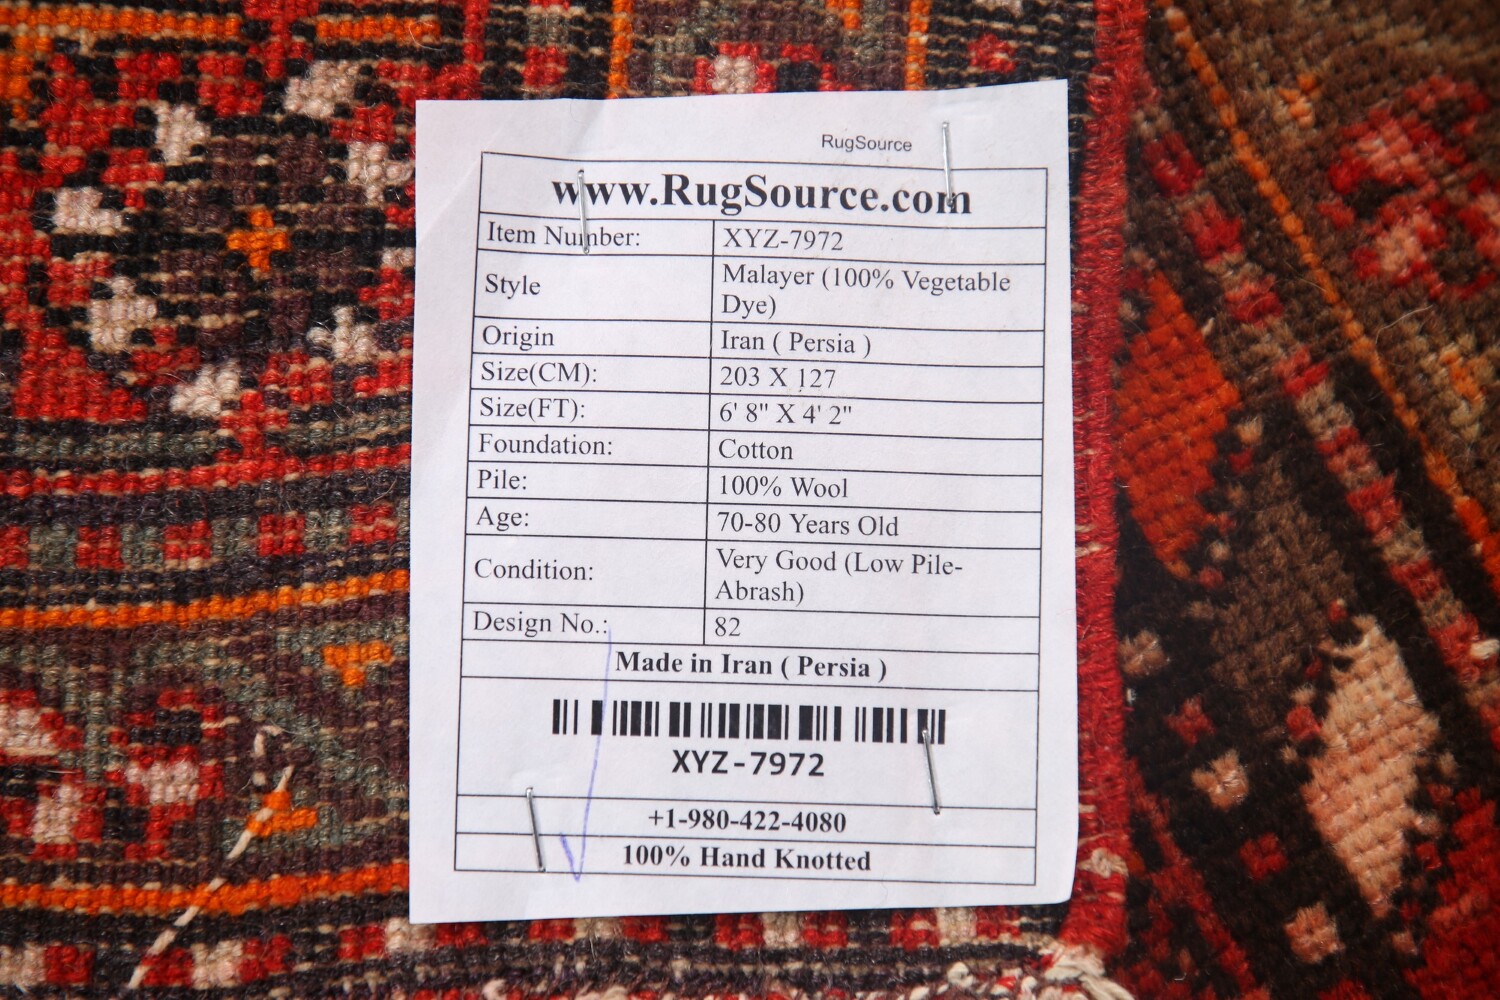 RugSource
www.RugSource.com
Item Number: XYZ-7972
Style Malayer (100% Vegetable
Dye)
Origin Iran ( Persia )
Size(CM): 203 X 127
Size(FT): 6' 8" X 4' 2"
Foundation: Cotton
Pile: 100% Wool
Age: 70-80 Years Old
Condition: Very Good (Low Pile-
Abrash)
Design No.: 82
Made in Iran ( Persia )
XYZ-7972
+1-980-422-4080
100% Hand Knotted